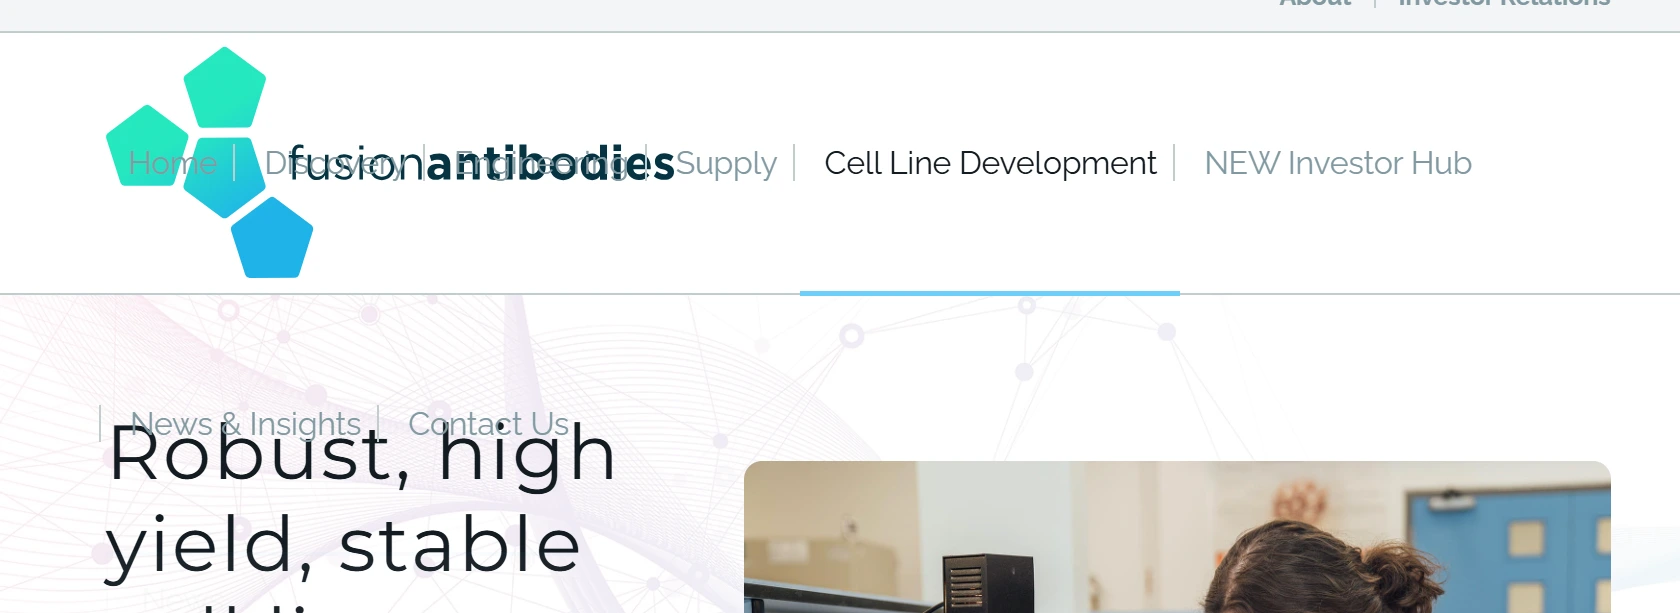 About
Investor Relations
fusionantibodies
Home
Discovery
Engineering
Supply
Cell Line Development
NEW Investor Hub
News & Insights
Contact Us
Robust, high
yield, stable